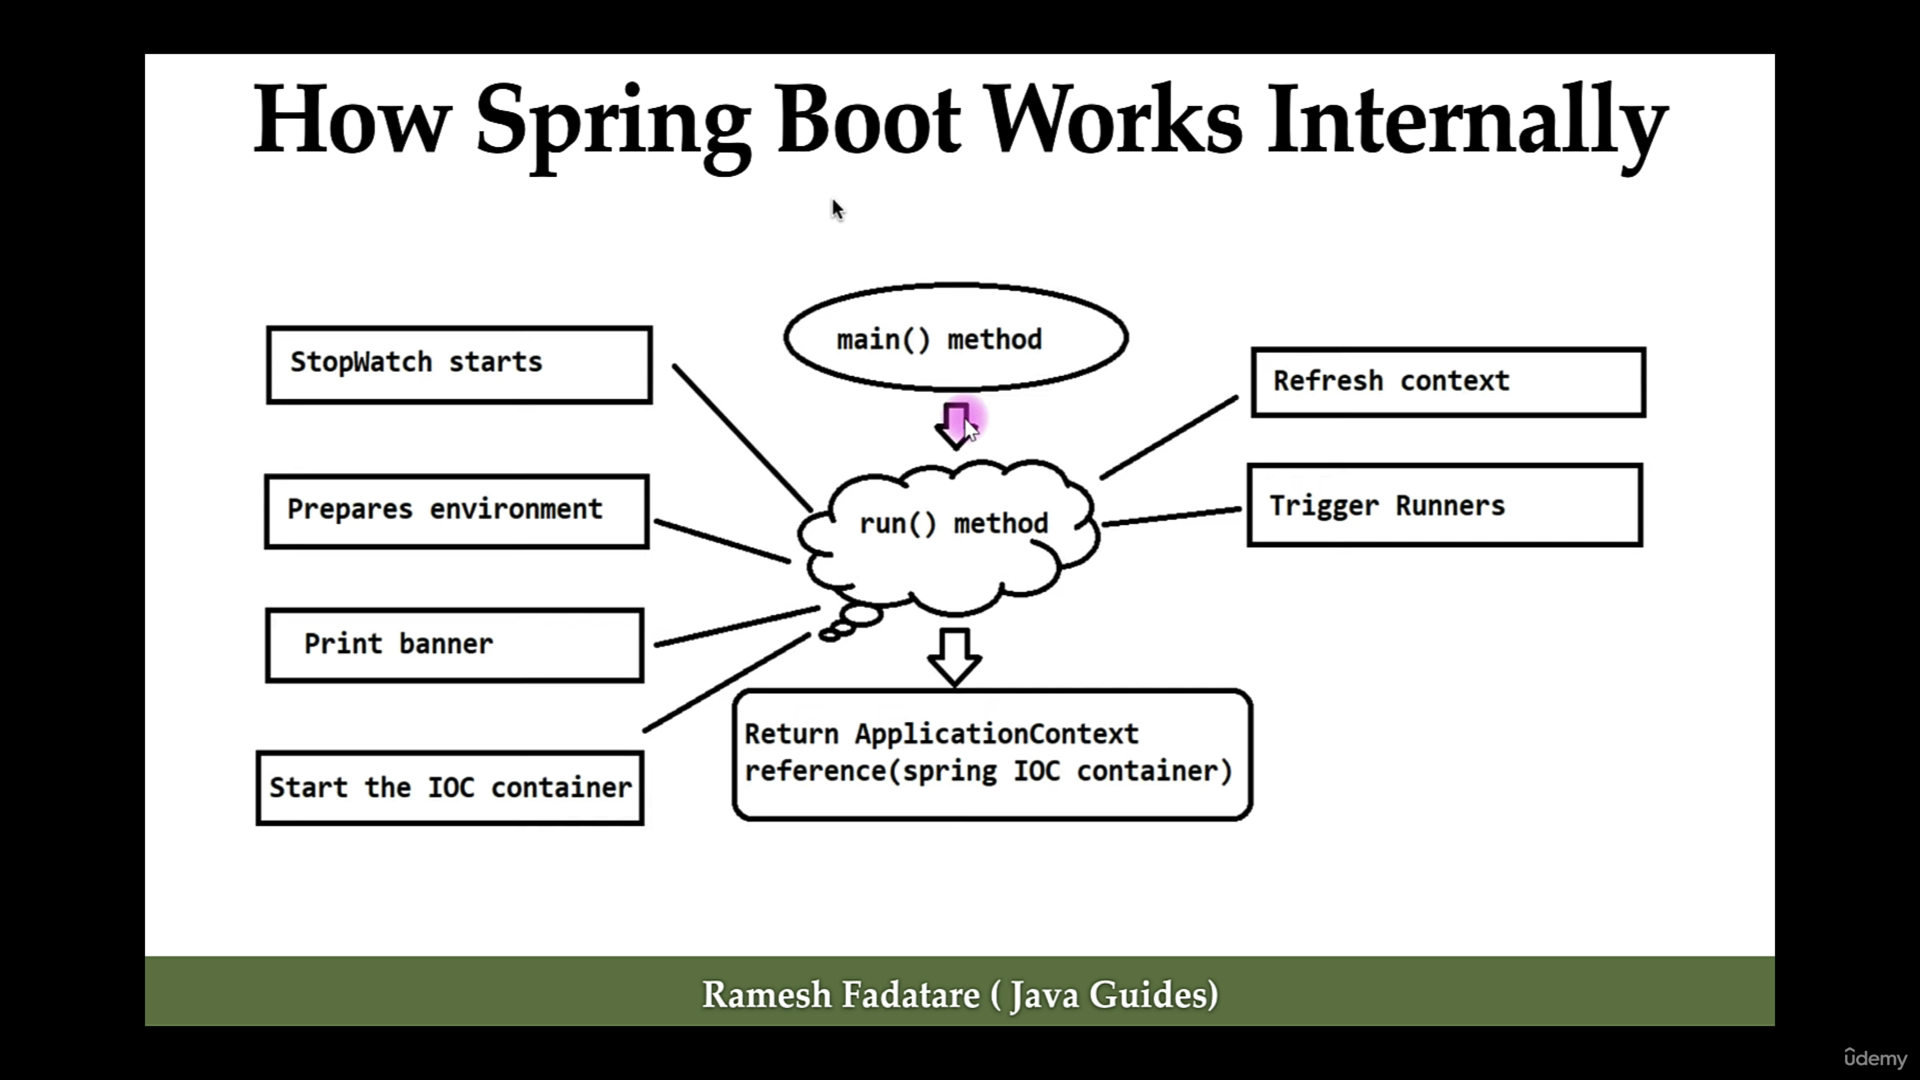 How Spring Boot Works Internally
main() method
StopWatch starts
Refresh context
Prepares environment
run() method
Trigger Runners
Print banner
Return ApplicationContext
reference(spring IOC container)
Start the IOC container
Ramesh Fadatare ( Java Guides)
ûdemy